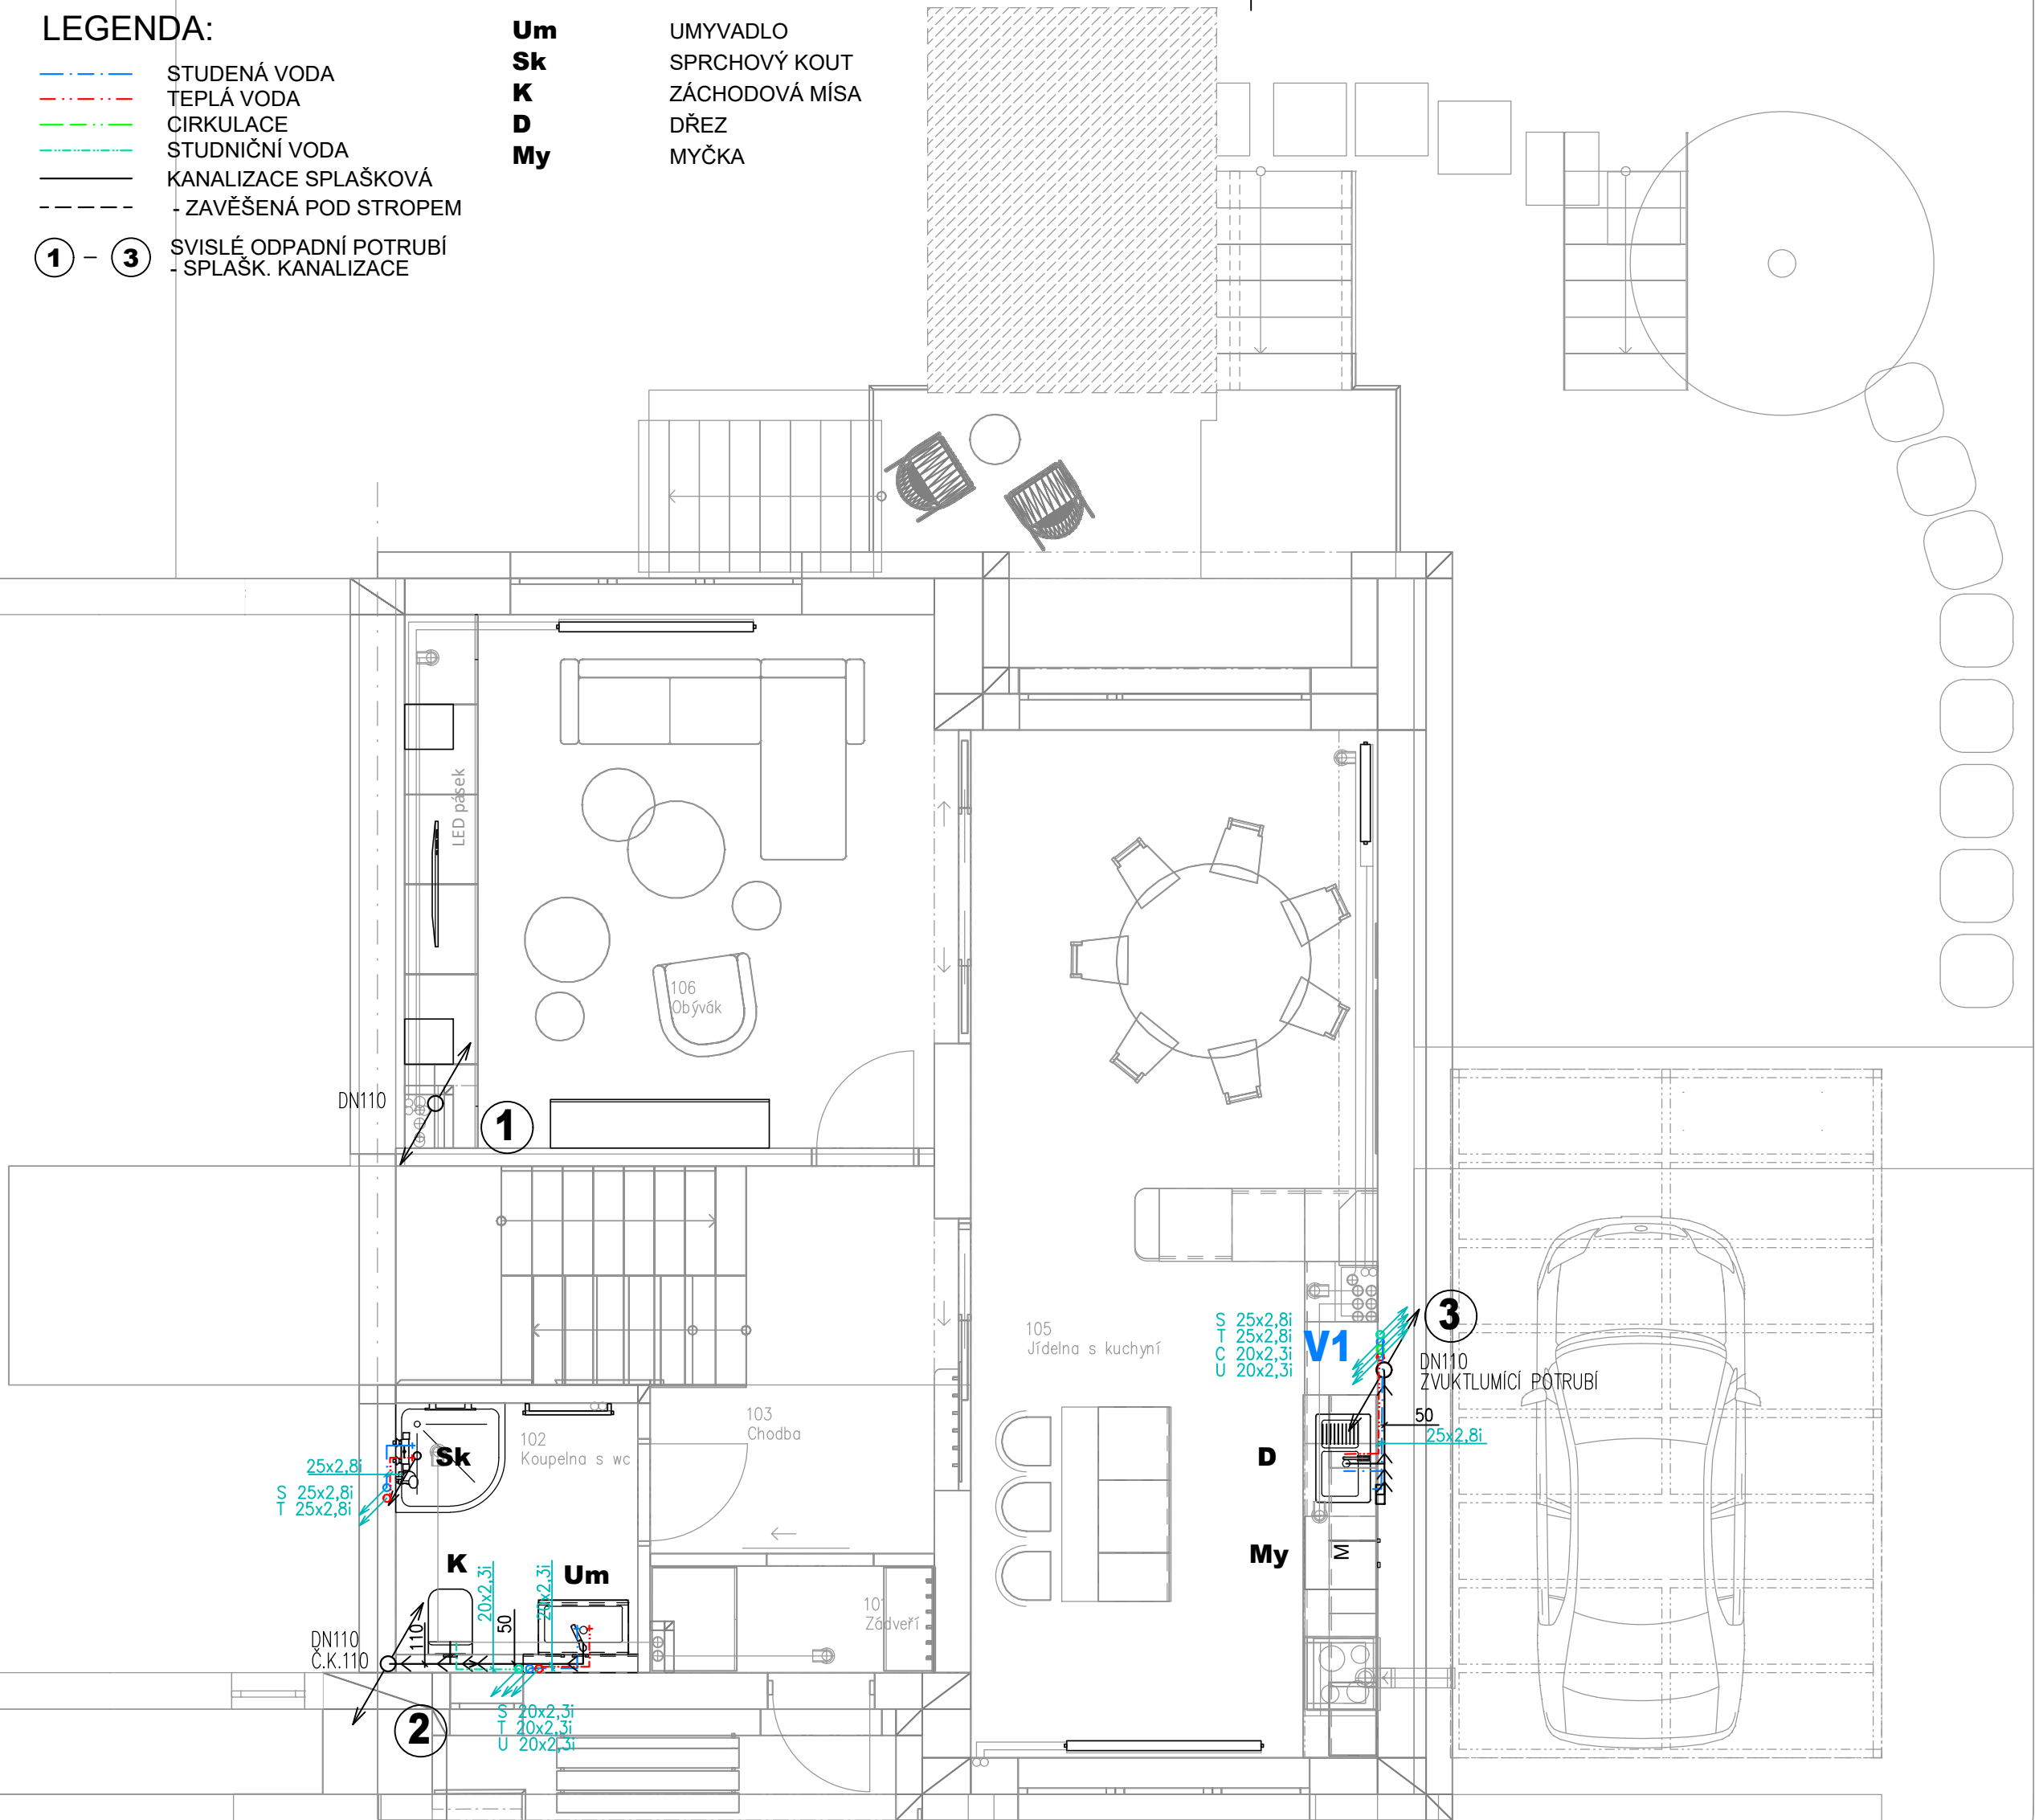 LEGENDA:
STUDENÁ VODA
TEPLÁ VODA
CIRKULACE
STUDNIČNÍ VODA
KANALIZACE SPLAŠKOVÁ
- ZAVĚŠENÁ POD STROPEM
1 – 3 SVISLÉ ODPADNÍ POTRUBÍ
- SPLAŠK. KANALIZACE
Um UMYVADLO
Sk SPRCHOVÝ KOUT
K ZÁCHODOVÁ MÍSA
D DŘEZ
My MYČKA
LED pásek
106
Obývák
DN110
1
105
Jídelna s kuchyní
S 25x2,8i
T 25x2,8i
C 20x2,3i
U 20x2,3i
V1
3
DN110
ZVUKTLUMÍCÍ POTRUBÍ
50
25x2,8i
D
My
M
103
Chodba
102
Koupelna s wc
Sk
25x2,8i
S 25x2,8i
T 25x2,8i
K
Um
20x2,3i
20x2,3i
50
110
DN110
Č.K.110
2
S 20x2,3i
T 20x2,3i
U 20x2,3i
101
Zádveří